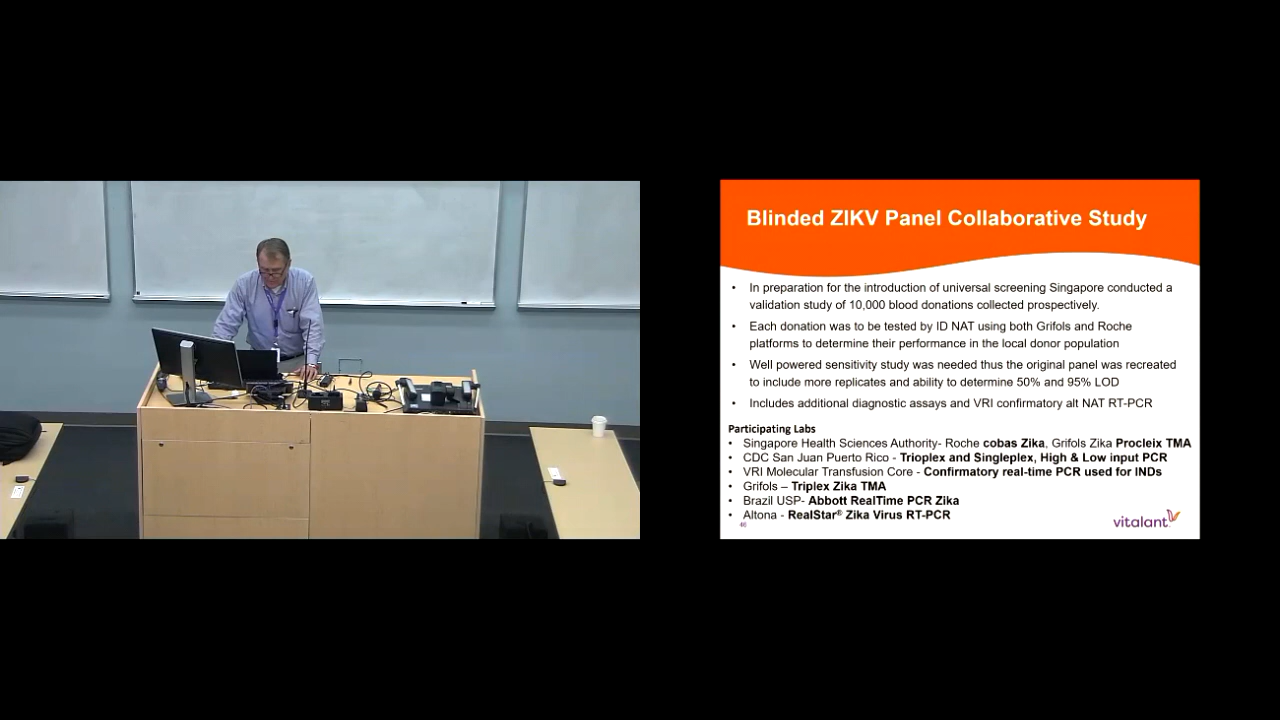 Blinded ZIKV Panel Collaborative Study
• In preparation for the introduction of universal screening Singapore conducted a
validation study of 10,000 blood donations collected prospectively.
• Each donation was to be tested by ID NAT using both Grifols and Roche
platforms to determine their performance in the local donor population
• Well powered sensitivity study was needed thus the original panel was recreated
to include more replicates and ability to determine 50% and 95% LOD
• Includes additional diagnostic assays and VRI confirmatory alt NAT RT-PCR
Participating Labs
• Singapore Health Sciences Authority- Roche cobas Zika, Grifols Zika Procleix TMA
• CDC San Juan Puerto Rico - Trioplex and Singleplex, High & Low input PCR
• VRI Molecular Transfusion Core - Confirmatory real-time PCR used for INDs
• Grifols – Triplex Zika TMA
• Brazil USP- Abbott RealTime PCR Zika
• Altona - RealStar® Zika Virus RT-PCR
46
vitalant